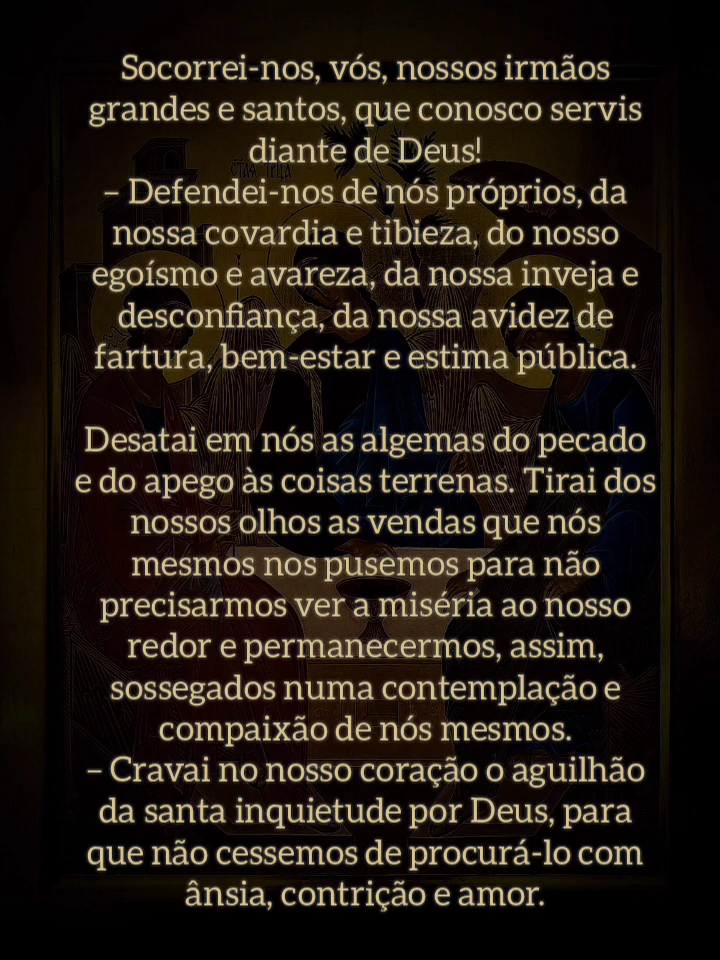 Socorrei-nos, vós, nossos irmãos
grandes e santos, que conosco servis
diante de Deus!
– Defendei-nos de nós próprios, da
nossa covardia e tibieza, do nosso
egoísmo e avareza, da nossa inveja e
desconfiança, da nossa avidez de
fartura, bem-estar e estima pública.
Desatai em nós as algemas do pecado
e do apego às coisas terrenas. Tirai dos
nossos olhos as vendas que nós
mesmos nos pusemos para não
precisarmos ver a miséria ao nosso
redor e permanecermos, assim,
sossegados numa contemplação e
compaixão de nós mesmos.
– Cravai no nosso coração o aguilhão
da santa inquietude por Deus, para
que não cessemos de procurá-lo com
ânsia, contrição e amor.